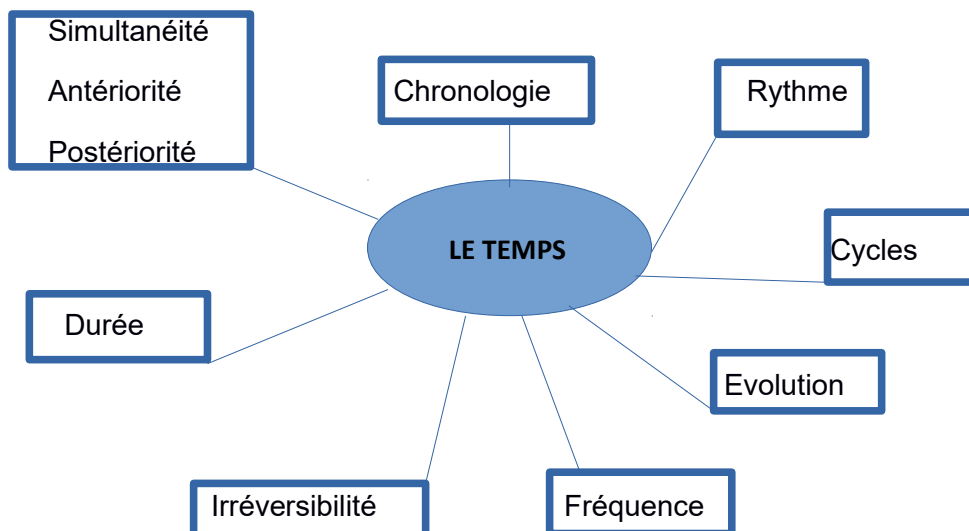 Simultanéité
Antériorité
Postériorité
Chronologie
Rythme
LE TEMPS
Cycles
Durée
Evolution
Irréversibilité
Fréquence